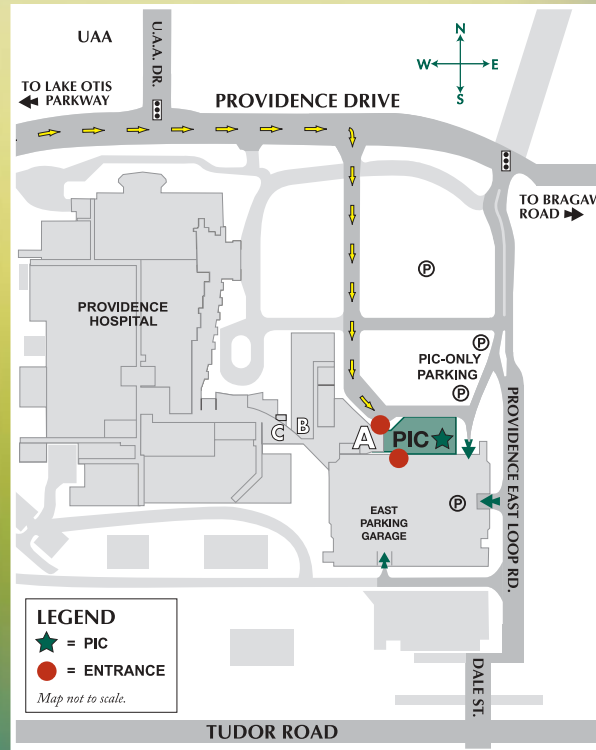 UAA
U.A.A. DR.
N
W E
S
TO LAKE OTIS
PARKWAY
PROVIDENCE DRIVE
TO BRAGAW
ROAD
P
PROVIDENCE
HOSPITAL
P
PIC-ONLY
PARKING
P
PROVIDENCE EAST LOOP RD.
C
B
A
PIC
P
EAST
PARKING
GARAGE
LEGEND
= PIC
= ENTRANCE
Map not to scale.
DALE ST.
TUDOR ROAD